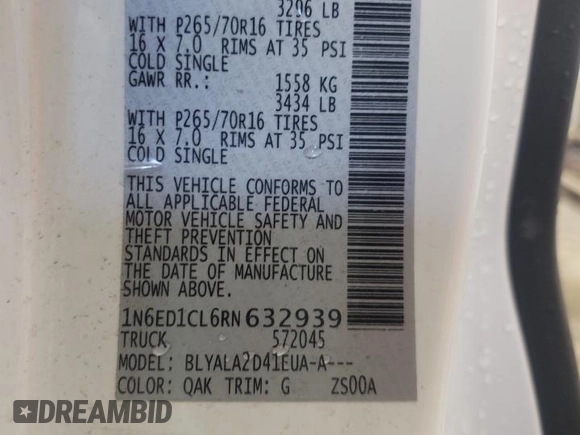 3206 LB
WITH P265/70R16 TIRES
16 X 7.0 RIMS AT 35 PSI
COLD SINGLE
GAWR RR.: 1558 KG
3434 LB
WITH P265/70R16 TIRES
16 X 7.0 RIMS AT 35 PSI
COLD SINGLE
THIS VEHICLE CONFORMS TO
ALL APPLICABLE FEDERAL
MOTOR VEHICLE SAFETY AND
THEFT PREVENTION
STANDARDS IN EFFECT ON
THE DATE OF MANUFACTURE
SHOWN ABOVE.
1N6ED1CL6RN632939
TRUCK 572045
MODEL: BLYALA2D41EUA-A---
COLOR: QAK TRIM: G ZS00A
DREAMBID